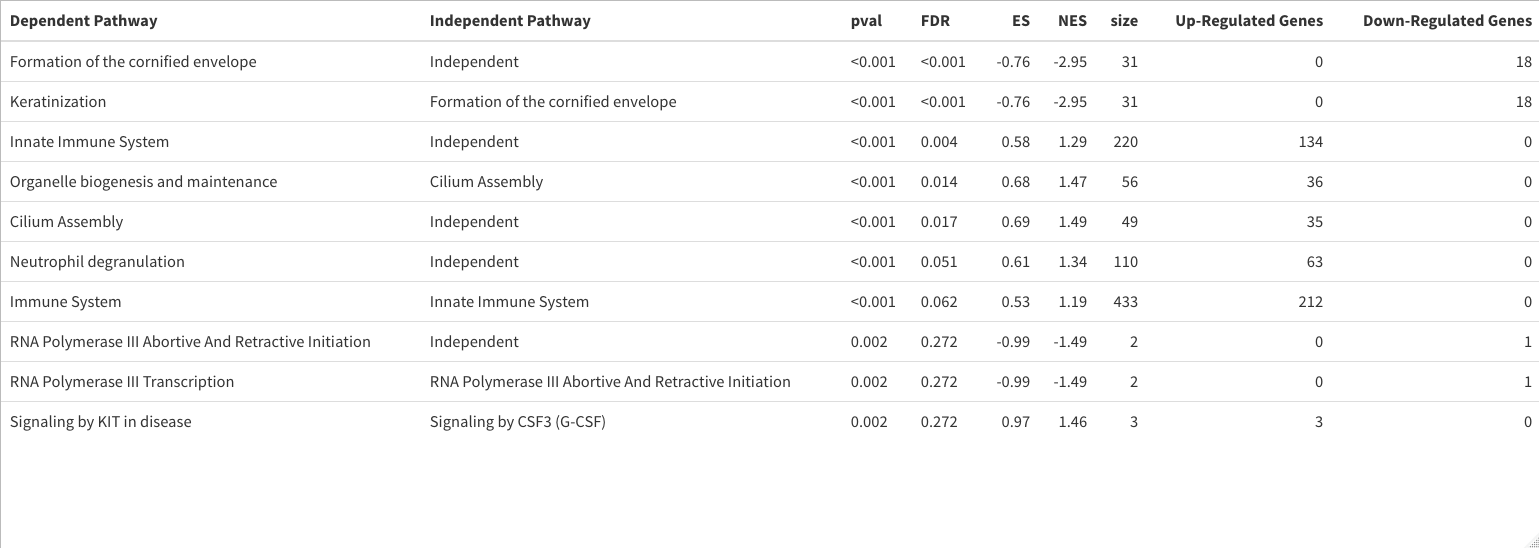 Dependent Pathway Independent Pathway pval FDR ES NES size Up-Regulated Genes Down-Regulated Genes
Formation of the cornified envelope Independent <0.001 <0.001 -0.76 -2.95 31 0 18
Keratinization Formation of the cornified envelope <0.001 <0.001 -0.76 -2.95 31 0 18
Innate Immune System Independent <0.001 0.004 0.58 1.29 220 134 0
Organelle biogenesis and maintenance Cilium Assembly <0.001 0.014 0.68 1.47 56 36 0
Cilium Assembly Independent <0.001 0.017 0.69 1.49 49 35 0
Neutrophil degranulation Independent <0.001 0.051 0.61 1.34 110 63 0
Immune System Innate Immune System <0.001 0.062 0.53 1.19 433 212 0
RNA Polymerase III Abortive And Retractive Initiation Independent 0.002 0.272 -0.99 -1.49 2 0 1
RNA Polymerase III Transcription RNA Polymerase III Abortive And Retractive Initiation 0.002 0.272 -0.99 -1.49 2 0 1
Signaling by KIT in disease Signaling by CSF3 (G-CSF) 0.002 0.272 0.97 1.46 3 3 0